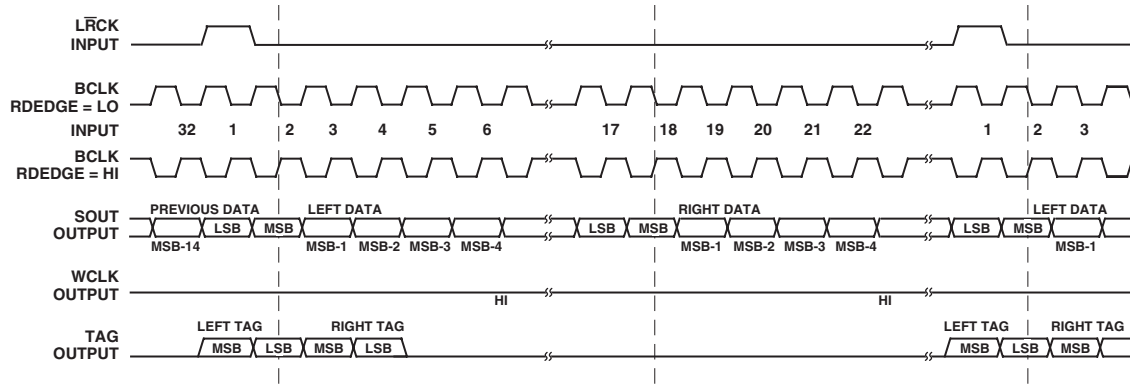 LR̅CK
INPUT
BCLK
RDEDGE = LO
INPUT 32 1 2 3 4 5 6 17 18 19 20 21 22 1 2 3
BCLK
RDEDGE = HI
SOUT
OUTPUT
PREVIOUS DATA LEFT DATA RIGHT DATA LEFT DATA
LSB MSB LSB MSB LSB MSB
MSB-14 MSB-1 MSB-2 MSB-3 MSB-4 MSB-1 MSB-2 MSB-3 MSB-4 MSB-1
WCLK
OUTPUT
HI HI
TAG
OUTPUT
LEFT TAG RIGHT TAG LEFT TAG RIGHT TAG
MSB LSB MSB LSB MSB LSB MSB